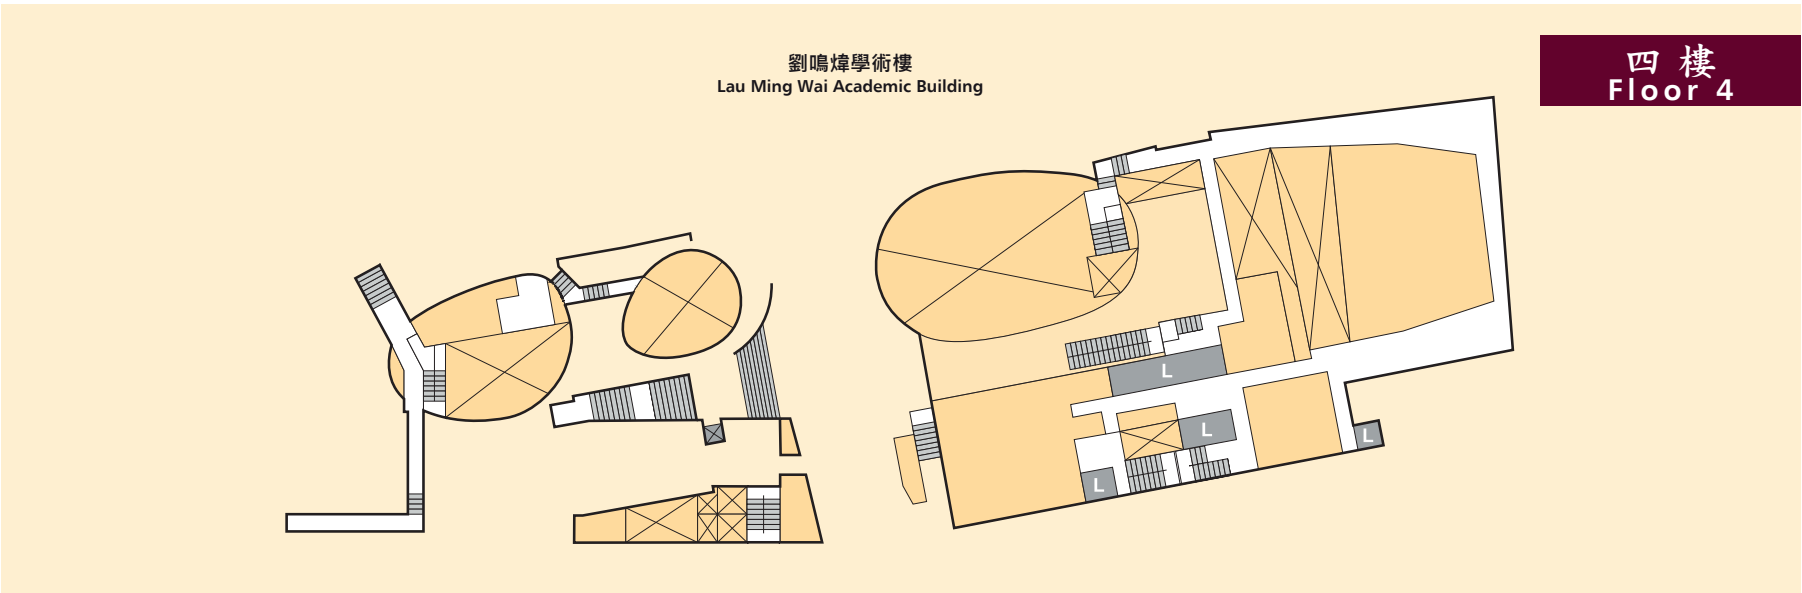 劉鳴煒學術樓
Lau Ming Wai Academic Building
四樓
Floor 4
L
L
L
L